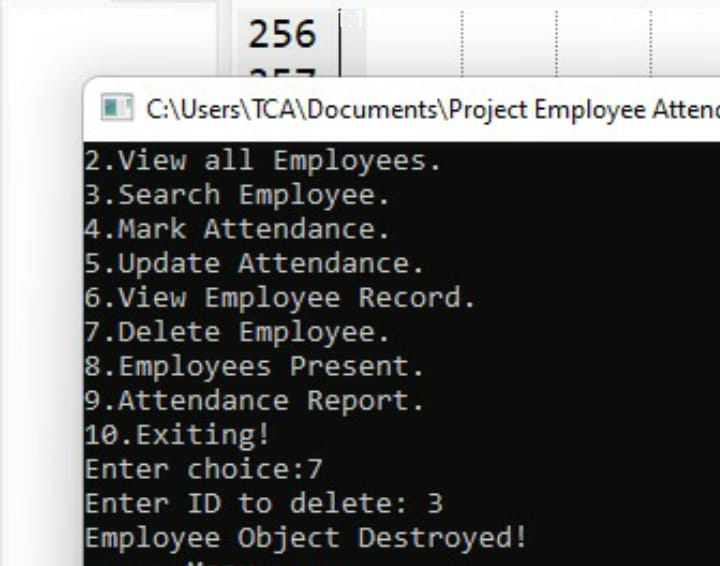 256
257
C:\Users\TCA\Documents\Project Employee Atten
2.View all Employees.
3.Search Employee.
4.Mark Attendance.
5.Update Attendance.
6.View Employee Record.
7.Delete Employee.
8.Employees Present.
9.Attendance Report.
10.Exiting!
Enter choice:7
Enter ID to delete: 3
Employee Object Destroyed!